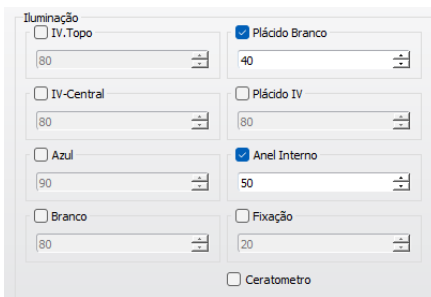 Iluminação
IV.Topo
Plácido Branco
80
40
IV-Central
Plácido IV
80
80
Azul
Anel Interno
90
50
Branco
Fixação
80
20
Ceratometro